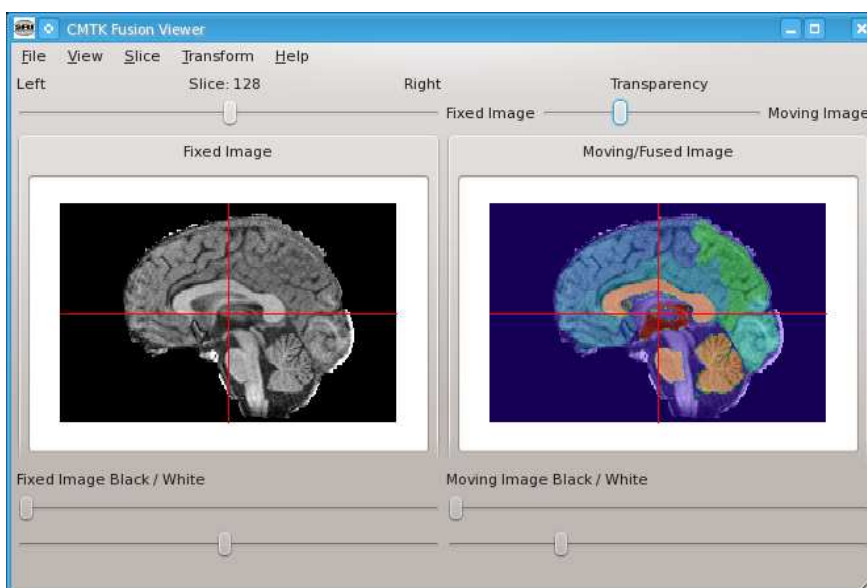 SRI CMTK Fusion Viewer
File View Slice Transform Help
Left Slice: 128 Right Transparency
Fixed Image Moving Image
Fixed Image Moving/Fused Image
Fixed Image Black / White Moving Image Black / White